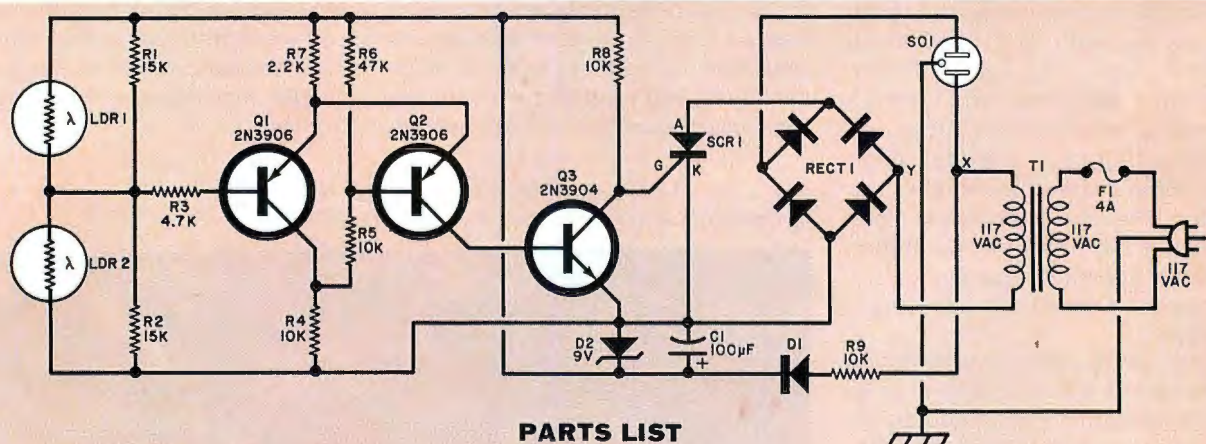 R1
15K
R7
2.2K
R6
47K
R8
10K
SO1
λ LDR1
Q1
2N3906
Q2
2N3906
A
SCR1
G
K
RECT1
Y
X
T1
F1
4A
R3
4.7K
Q3
2N3904
R5
10K
117
VAC
117
VAC
117
VAC
λ LDR2
R2
15K
R4
10K
D2
9V
C1
100µF
+
D1
R9
10K
PARTS LIST